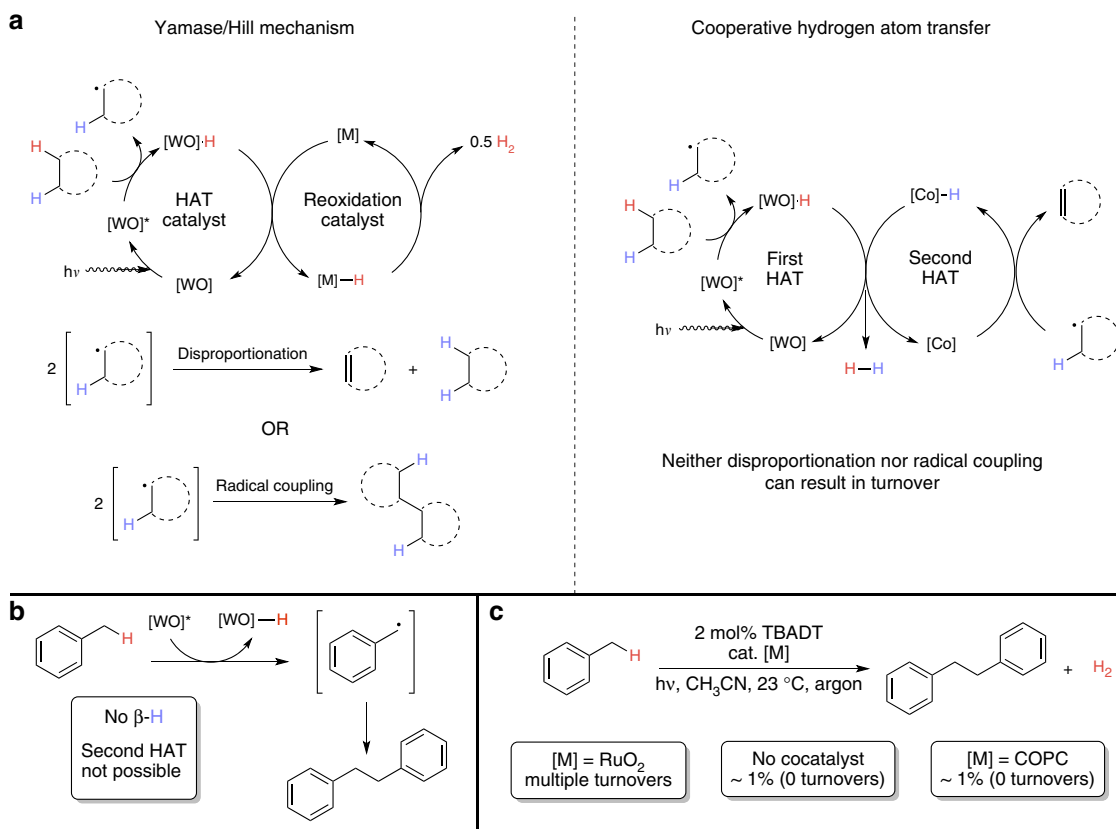 a
Yamase/Hill mechanism
H
H
H
[WO]·H
[WO]*
hν
[WO]
HAT
catalyst
[M]
Reoxidation
catalyst
[M]—H
0.5 H2
2
H
Disproportionation
+
H
H
OR
2
H
Radical coupling
H
H
Cooperative hydrogen atom transfer
H
H
H
[WO]·H
[WO]*
hν
[WO]
First
HAT
[Co]-H
Second
HAT
[Co]
H—H
H
Neither disproportionation nor radical coupling
can result in turnover
b
H
[WO]*
[WO]—H
No β-H
Second HAT
not possible
c
H
2 mol% TBADT
cat. [M]
hν, CH3CN, 23 °C, argon
+ H2
[M] = RuO2
multiple turnovers
No cocatalyst
~ 1% (0 turnovers)
[M] = COPC
~ 1% (0 turnovers)